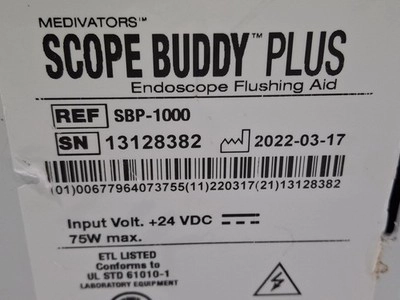 MEDIVATORS™
SCOPE BUDDY™ PLUS
Endoscope Flushing Aid
REF SBP-1000
SN 13128382 2022-03-17
(01)00677964073755(11)220317(21)13128382
Input Volt. +24 VDC
75W max.
ETL LISTED
Conforms to
UL STD 61010-1
LABORATORY EQUIPMENT